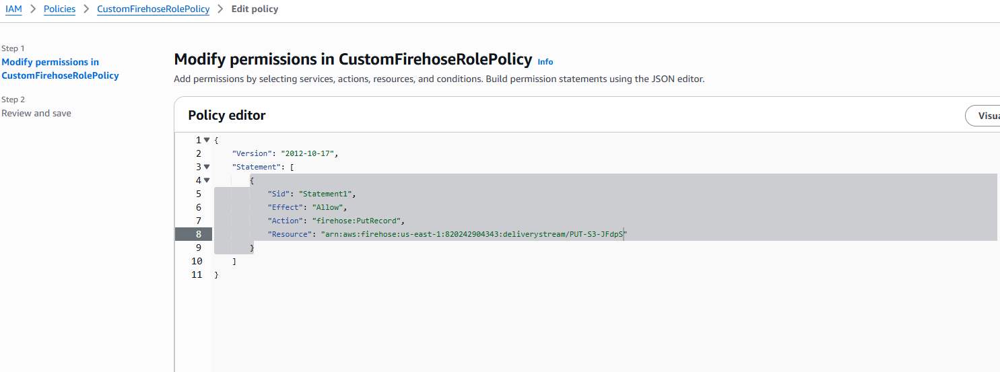 IAM > Policies > CustomFirehoseRolePolicy > Edit policy
Step 1
Modify permissions in
CustomFirehoseRolePolicy
Step 2
Review and save
Modify permissions in CustomFirehoseRolePolicy Info
Add permissions by selecting services, actions, resources, and conditions. Build permission statements using the JSON editor.
Policy editor
Visua
1 {
2 "Version": "2012-10-17",
3 "Statement": [
4 {
5 "Sid": "Statement1",
6 "Effect": "Allow",
7 "Action": "firehose:PutRecord",
8 "Resource": "arn:aws:firehose:us-east-1:820242904343:deliverystream/PUT-S3-JFdpS"
9 }
10 ]
11 }